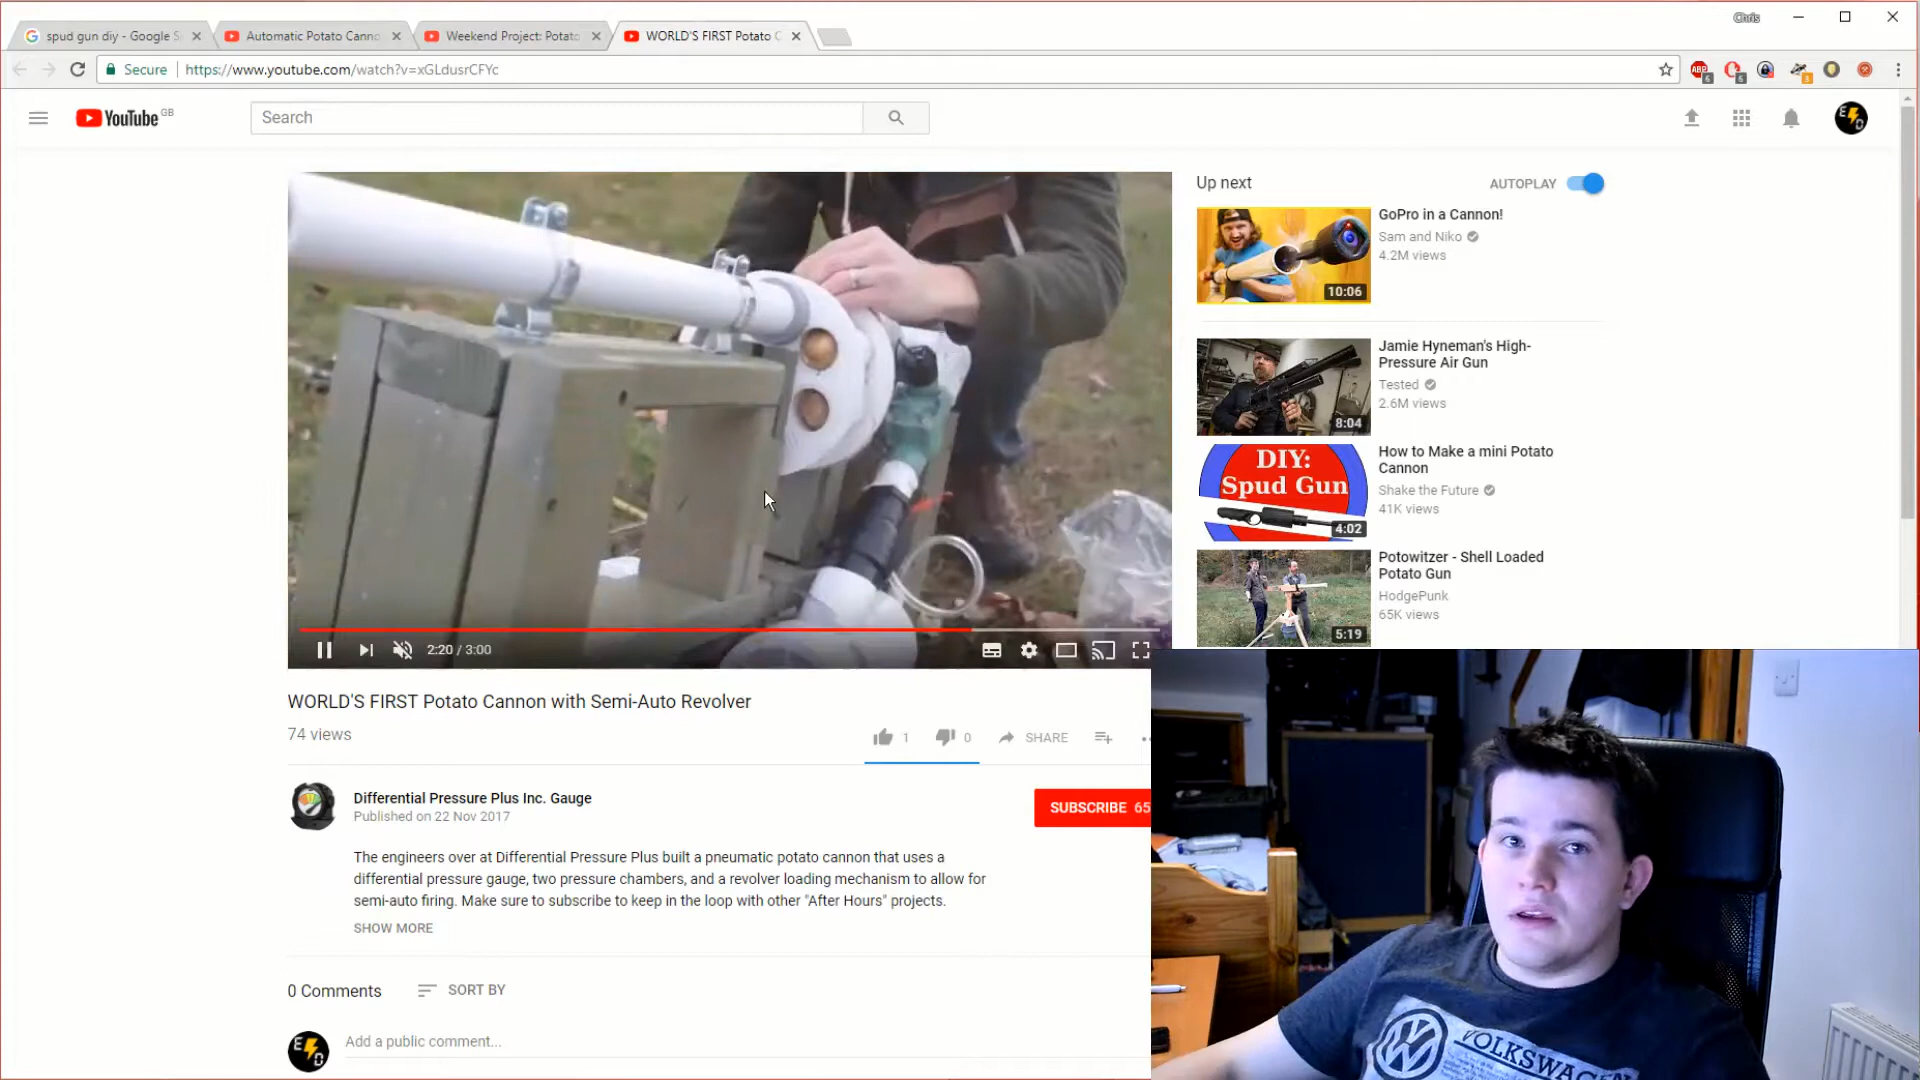 Chris
spud gun diy - Google S
Automatic Potato Canno
Weekend Project: Potato
WORLD'S FIRST Potato C
Secure
https://www.youtube.com/watch?v=xGLdusrCFYc
YouTube GB
Search
Up next
AUTOPLAY
GoPro in a Cannon!
Sam and Niko
4.2M views
10:06
Jamie Hyneman's High-
Pressure Air Gun
Tested
2.6M views
8:04
DIY:
Spud Gun
4:02
How to Make a mini Potato
Cannon
Shake the Future
41K views
Potowitzer - Shell Loaded
Potato Gun
HodgePunk
65K views
5:19
2:20 / 3:00
WORLD'S FIRST Potato Cannon with Semi-Auto Revolver
74 views
1
0
SHARE
Differential Pressure Plus Inc. Gauge
Published on 22 Nov 2017
SUBSCRIBE 65
The engineers over at Differential Pressure Plus built a pneumatic potato cannon that uses a
differential pressure gauge, two pressure chambers, and a revolver loading mechanism to allow for
semi-auto firing. Make sure to subscribe to keep in the loop with other "After Hours" projects.
SHOW MORE
0 Comments
SORT BY
Add a public comment...
VOLKSWAGEN